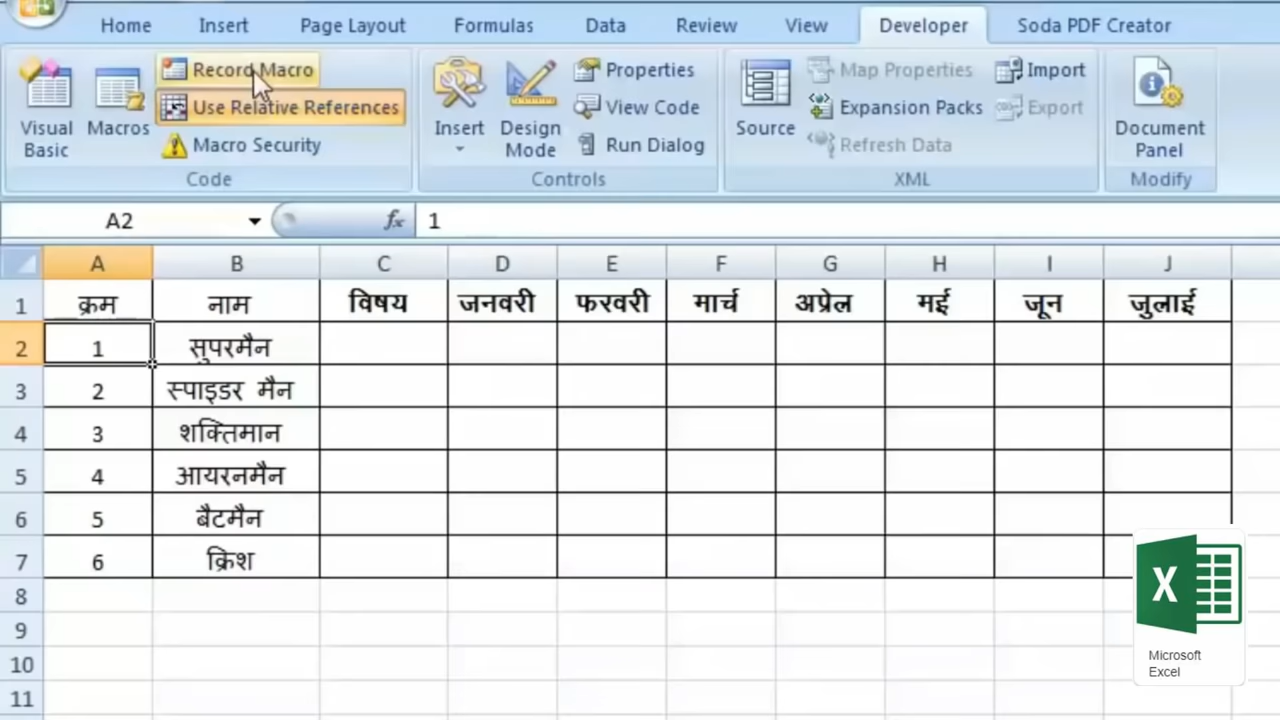 Home Insert Page Layout Formulas Data Review View Developer Soda PDF Creator
Visual Basic
Macros
Record Macro
Use Relative References
Macro Security
Code
Insert
Design Mode
Properties
View Code
Run Dialog
Controls
Source
Map Properties
Expansion Packs
Refresh Data
Import
Export
XML
Document Panel
Modify
A2 fx 1
A B C D E F G H I J
1 क्रम नाम विषय जनवरी फरवरी मार्च अप्रेल मई जून जुलाई
2 1 सुपरमैन
3 2 स्पाइडर मैन
4 3 शक्तिमान
5 4 आयरनमैन
6 5 बैटमैन
7 6 क्रिश
8
9
10
11
X
Microsoft
Excel